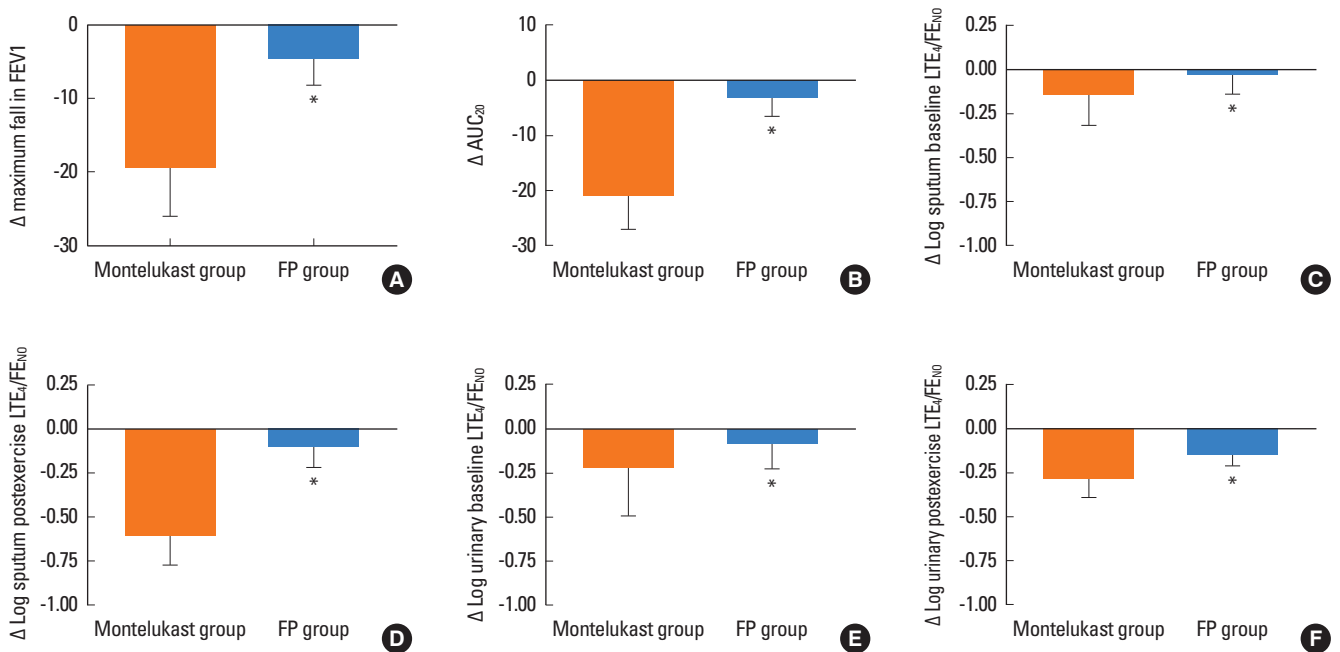 Δ maximum fall in FEV1
0
-10
-20
-30
*
Montelukast group
FP group
A
Δ AUC₂₀
10
0
-10
-20
-30
*
Montelukast group
FP group
B
Δ Log sputum baseline LTE₄/FE_NO
0.25
0.00
-0.25
-0.50
-0.75
-1.00
*
Montelukast group
FP group
C
Δ Log sputum postexercise LTE₄/FE_NO
0.25
0.00
-0.25
-0.50
-0.75
-1.00
*
Montelukast group
FP group
D
Δ Log urinary baseline LTE₄/FE_NO
0.25
0.00
-0.25
-0.50
-0.75
-1.00
*
Montelukast group
FP group
E
Δ Log urinary postexercise LTE₄/FE_NO
0.25
0.00
-0.25
-0.50
-0.75
-1.00
*
Montelukast group
FP group
F